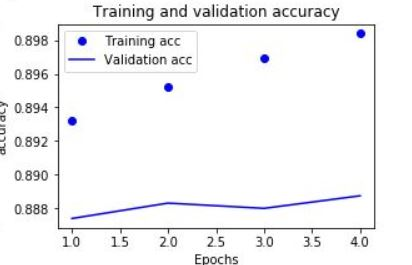 Training and validation accuracy
Training acc
Validation acc
accuracy
0.898
0.896
0.894
0.892
0.890
0.888
1.0 1.5 2.0 2.5 3.0 3.5 4.0
Epochs